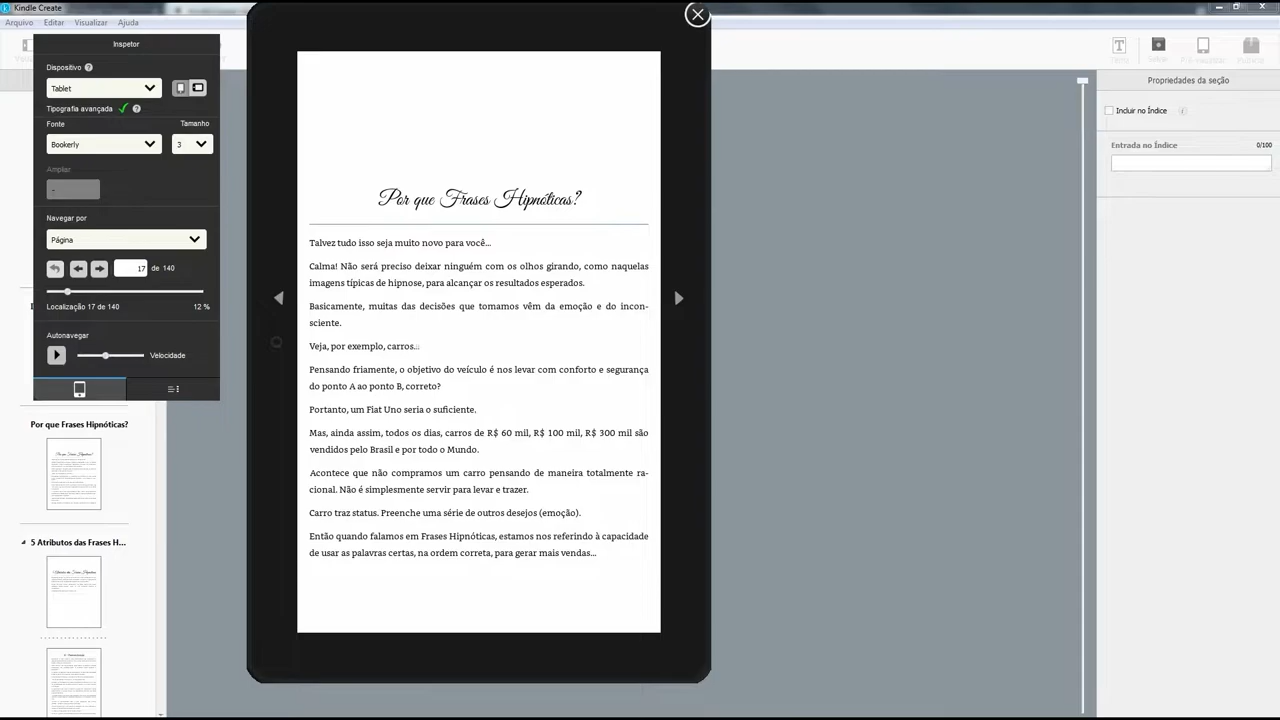 Kindle Create
Arquivo Editar Visualizar Ajuda
Inspetor
Dispositivo
Tablet
Tipografia avançada
Fonte Tamanho
Bookerly 3
Ampliar
-
Navegar por
Página
17 de 140
Localização 17 de 140 12 %
Autonavegar
Velocidade
Por que Frases Hipnóticas?
5 Atributos das Frases H...
Por que Frases Hipnóticas?
Talvez tudo isso seja muito novo para você...
Calma! Não será preciso deixar ninguém com os olhos girando, como naquelas
imagens típicas de hipnose, para alcançar os resultados esperados.
Basicamente, muitas das decisões que tomamos vêm da emoção e do incon-
sciente.
Veja, por exemplo, carros...
Pensando friamente, o objetivo do veículo é nos levar com conforto e segurança
do ponto A ao ponto B, correto?
Portanto, um Fiat Uno seria o suficiente.
Mas, ainda assim, todos os dias, carros de R$ 60 mil, R$ 100 mil, R$ 300 mil são
vendidos pelo Brasil e por todo o Mundo.
Acontece que não compramos um carro pensando de maneira totalmente ra-
cional. Não é simplesmente servir para levar e trazer.
Carro traz status. Preenche uma série de outros desejos (emoção).
Então quando falamos em Frases Hipnóticas, estamos nos referindo à capacidade
de usar as palavras certas, na ordem correta, para gerar mais vendas...
Propriedades da seção
Incluir no Índice
Entrada no Índice 0/100